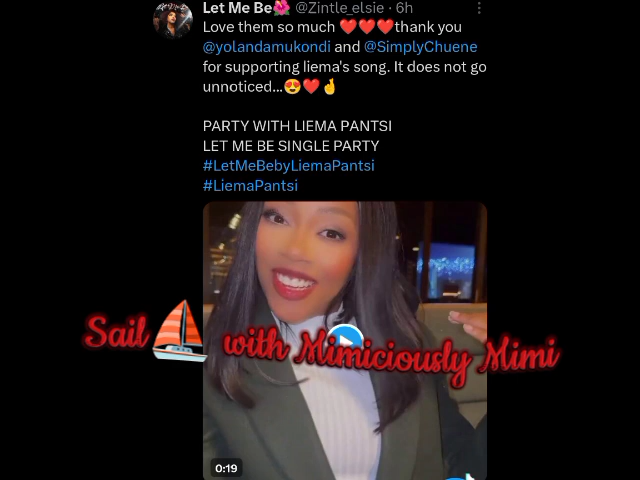 Let Me Be🌺 @Zintle_elsie · 6h
Love them so much ❤️❤️❤️thank you
@yolandamukondi and @SimplyChuene
for supporting liema's song. It does not go
unnoticed...😍❤️🤞
PARTY WITH LIEMA PANTSI
LET ME BE SINGLE PARTY
#LetMeBebyLiemaPantsi
#LiemaPantsi
Sail⛵ with Mimiciously Mimi
0:19